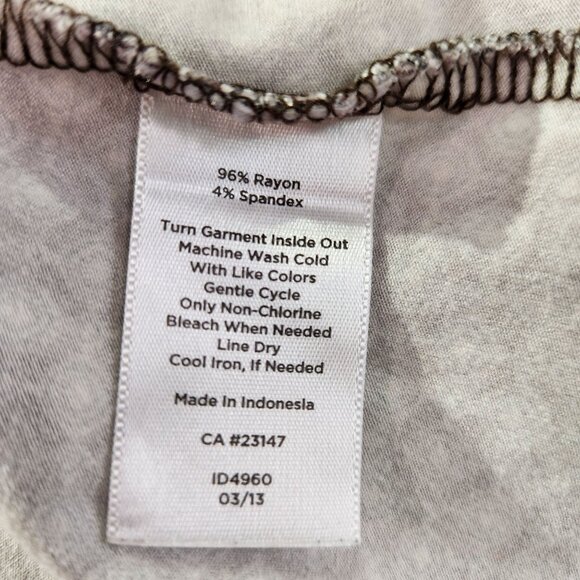 96% Rayon
4% Spandex
Turn Garment Inside Out
Machine Wash Cold
With Like Colors
Gentle Cycle
Only Non-Chlorine
Bleach When Needed
Line Dry
Cool Iron, If Needed
Made In Indonesia
CA #23147
ID4960
03/13